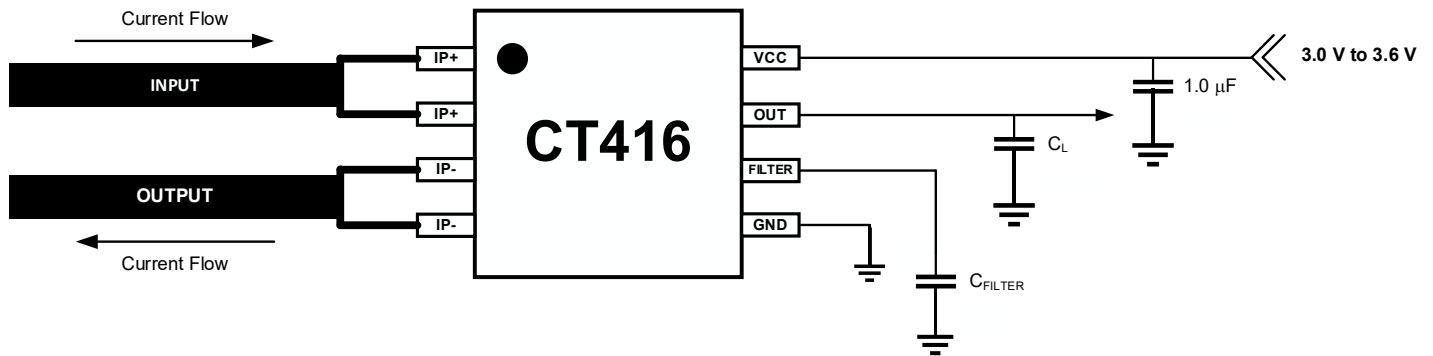 Current Flow
INPUT
OUTPUT
Current Flow
IP+
IP+
IP-
IP-
CT416
VCC
OUT
FILTER
GND
3.0 V to 3.6 V
1.0 μF
CL
CFILTER